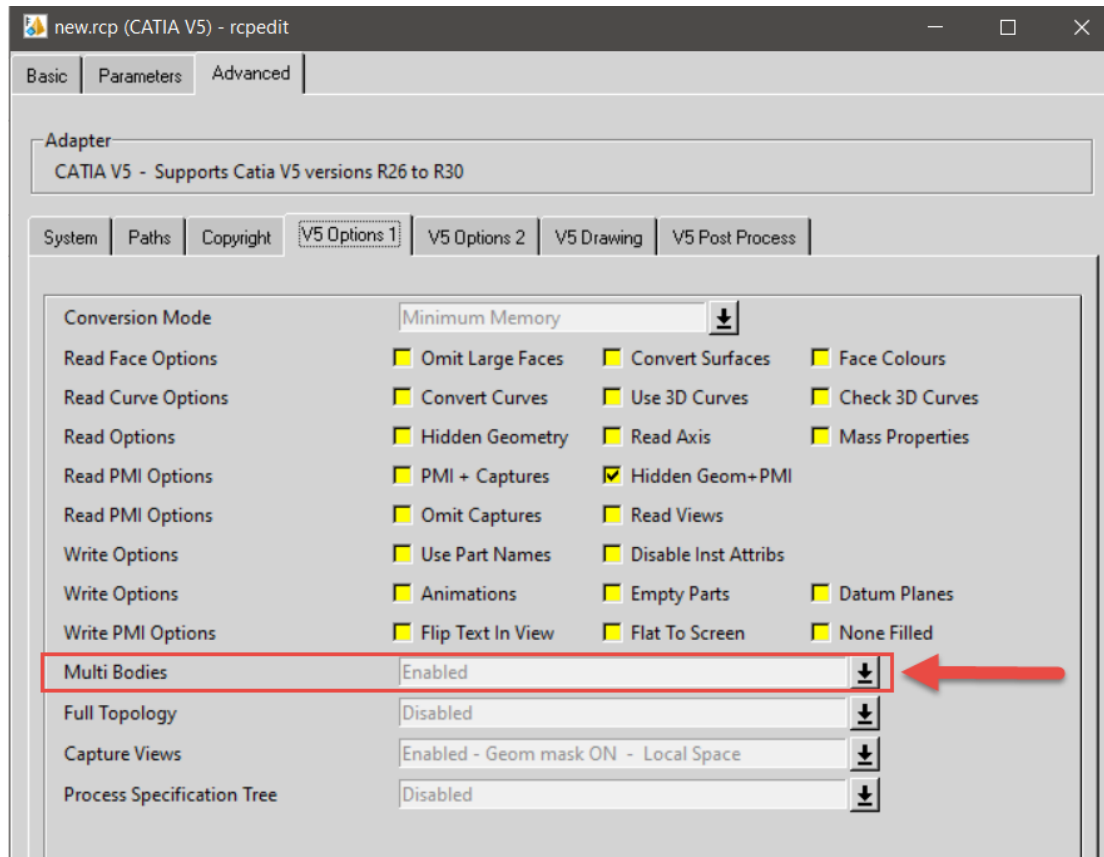 new.rcp (CATIA V5) - rcpedit
Basic Parameters Advanced
Adapter
CATIA V5 - Supports Catia V5 versions R26 to R30
System Paths Copyright V5 Options 1 V5 Options 2 V5 Drawing V5 Post Process
Conversion Mode Minimum Memory
Read Face Options Omit Large Faces Convert Surfaces Face Colours
Read Curve Options Convert Curves Use 3D Curves Check 3D Curves
Read Options Hidden Geometry Read Axis Mass Properties
Read PMI Options PMI + Captures Hidden Geom+PMI
Read PMI Options Omit Captures Read Views
Write Options Use Part Names Disable Inst Attribs
Write Options Animations Empty Parts Datum Planes
Write PMI Options Flip Text In View Flat To Screen None Filled
Multi Bodies Enabled
Full Topology Disabled
Capture Views Enabled - Geom mask ON - Local Space
Process Specification Tree Disabled